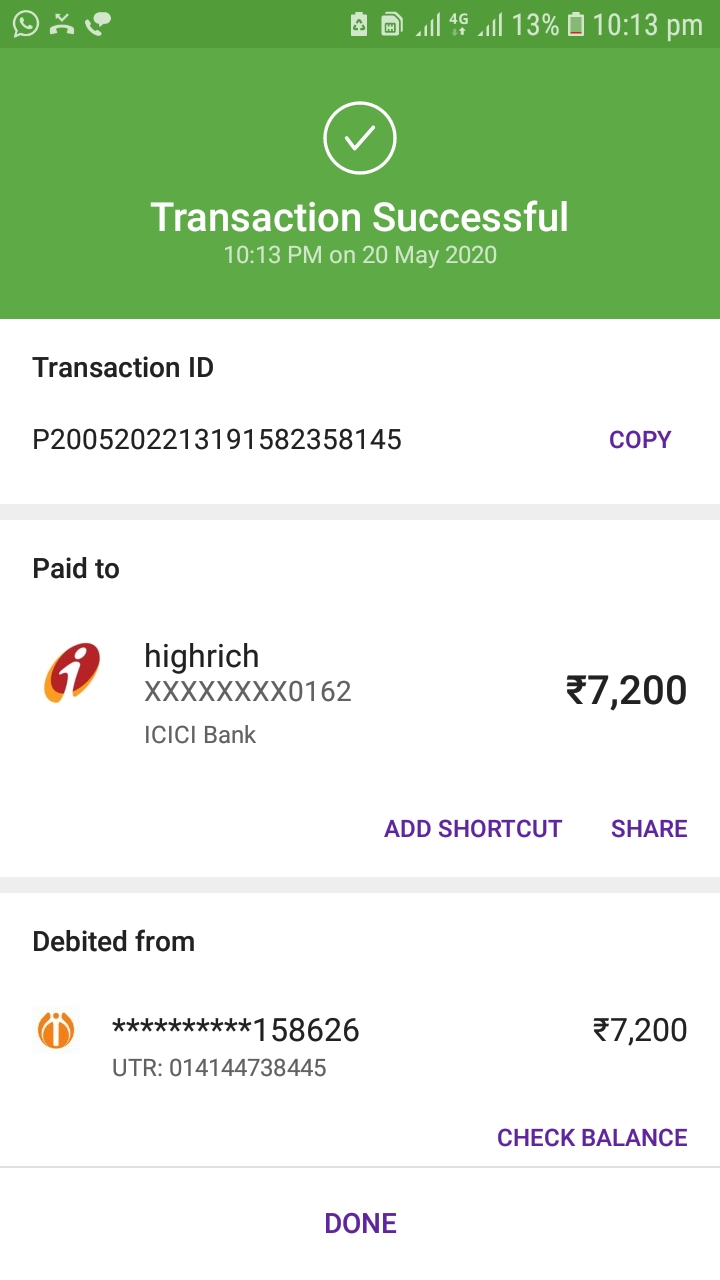 4G 13% 10:13 pm
Transaction Successful
10:13 PM on 20 May 2020
Transaction ID
P2005202213191582358145 COPY
Paid to
highrich
XXXXXXXX0162
₹7,200
ICICI Bank
ADD SHORTCUT SHARE
Debited from
**********158626 ₹7,200
UTR: 014144738445
CHECK BALANCE
DONE